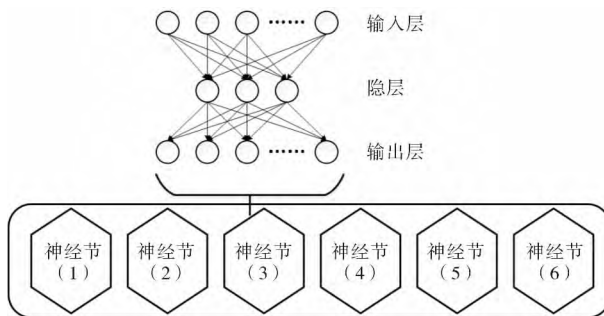 ······ 输入层
隐层
······ 输出层
神经节 神经节 神经节 神经节 神经节 神经节
（1） （2） （3） （4） （5） （6）